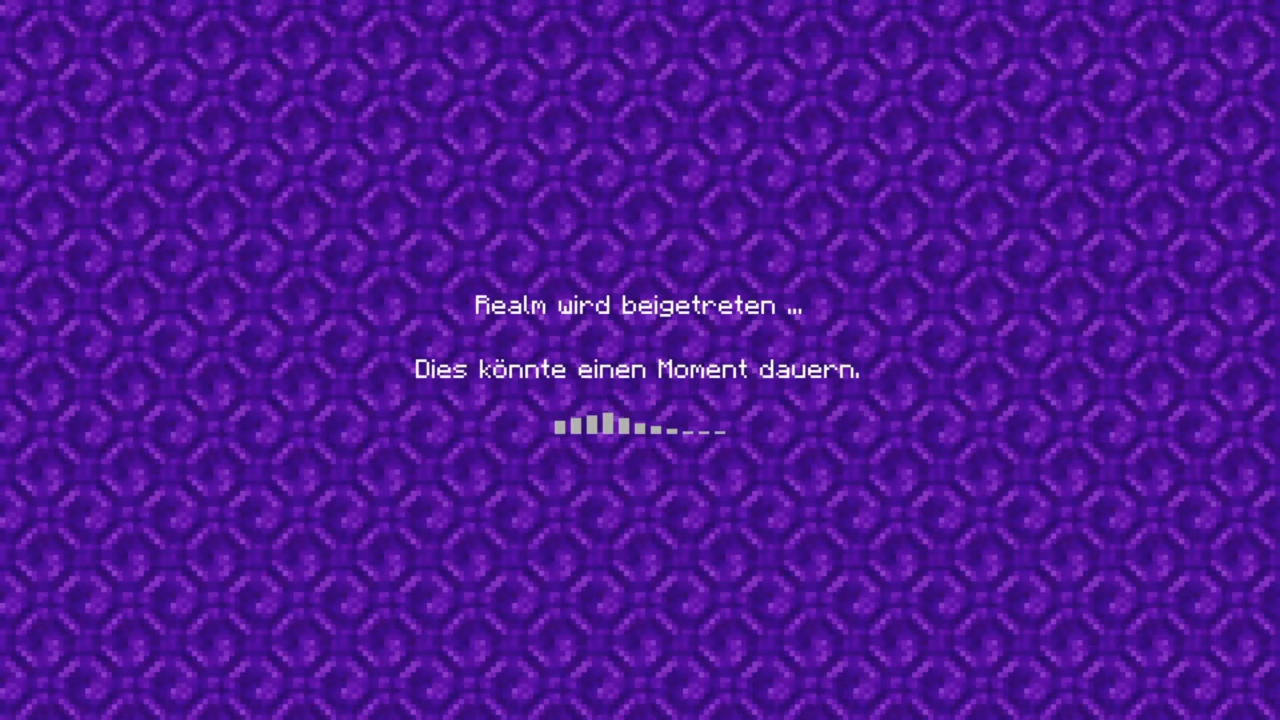 Realm wird beigetreten ...
Dies könnte einen Moment dauern.